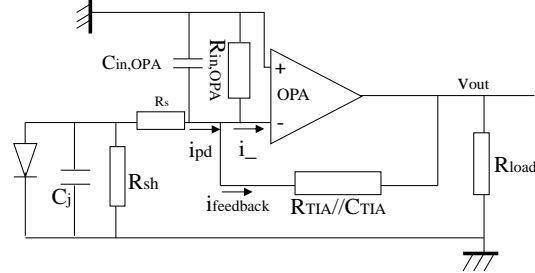 Cin,OPA
Rin,OPA
+
OPA
-
vout
Rs
ipd
i_
Cj
Rsh
ifeedback
RTIA//CTIA
Rload